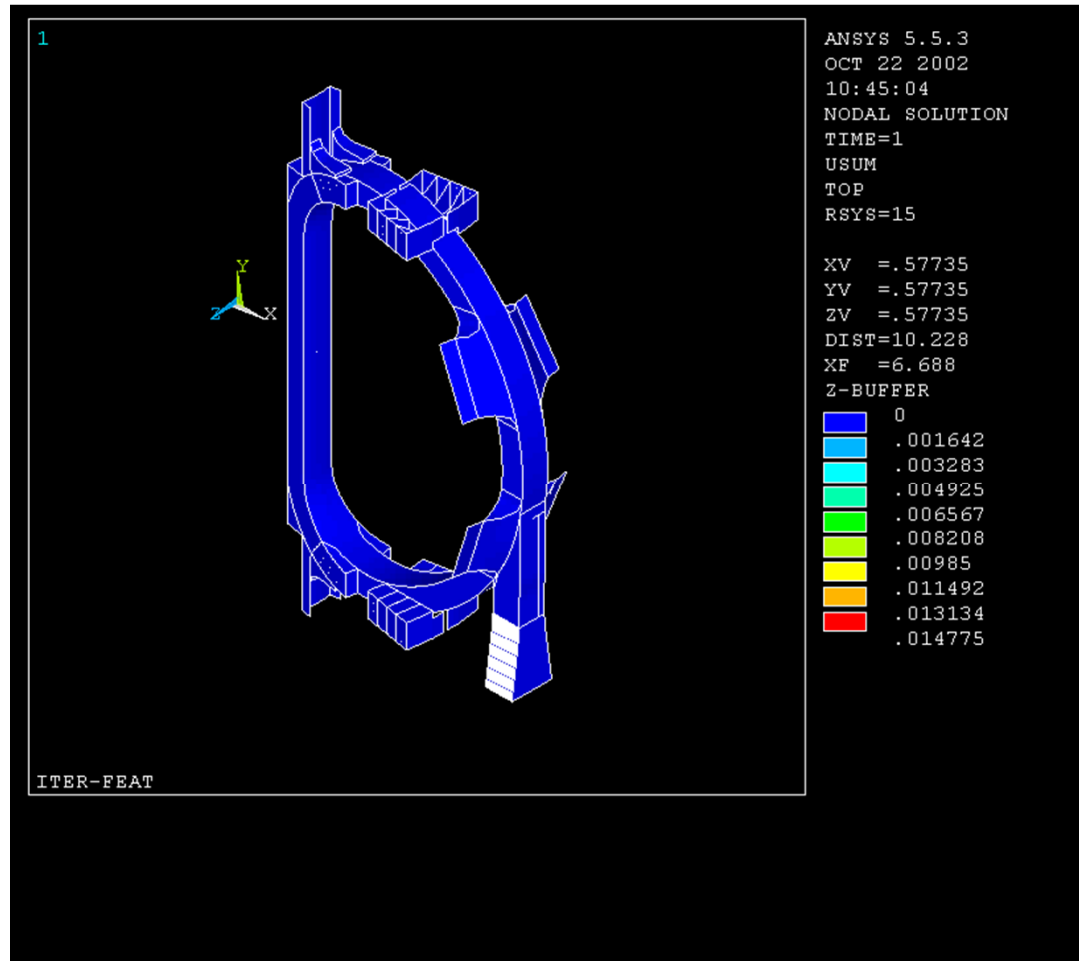 1
ANSYS 5.5.3
OCT 22 2002
10:45:04
NODAL SOLUTION
TIME=1
USUM
TOP
RSYS=15
XV =.57735
YV =.57735
ZV =.57735
DIST=10.228
XF =6.688
Z-BUFFER
0
.001642
.003283
.004925
.006567
.008208
.00985
.011492
.013134
.014775
Y
Z
X
ITER-FEAT